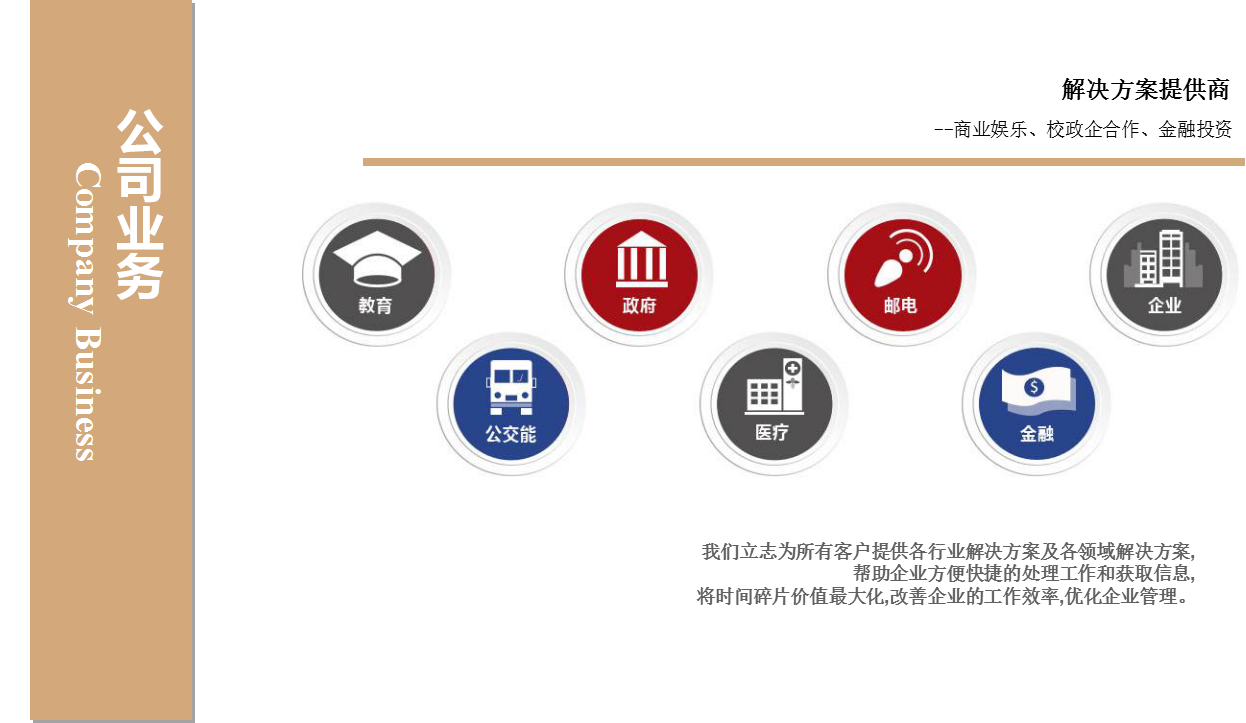 公司业务
Company Business
解决方案提供商
--商业娱乐、校政企合作、金融投资
教育
政府
邮电
企业
公交能
医疗
$
金融
我们立志为所有客户提供各行业解决方案及各领域解决方案,
帮助企业方便快捷的处理工作和获取信息,
将时间碎片价值最大化,改善企业的工作效率,优化企业管理。